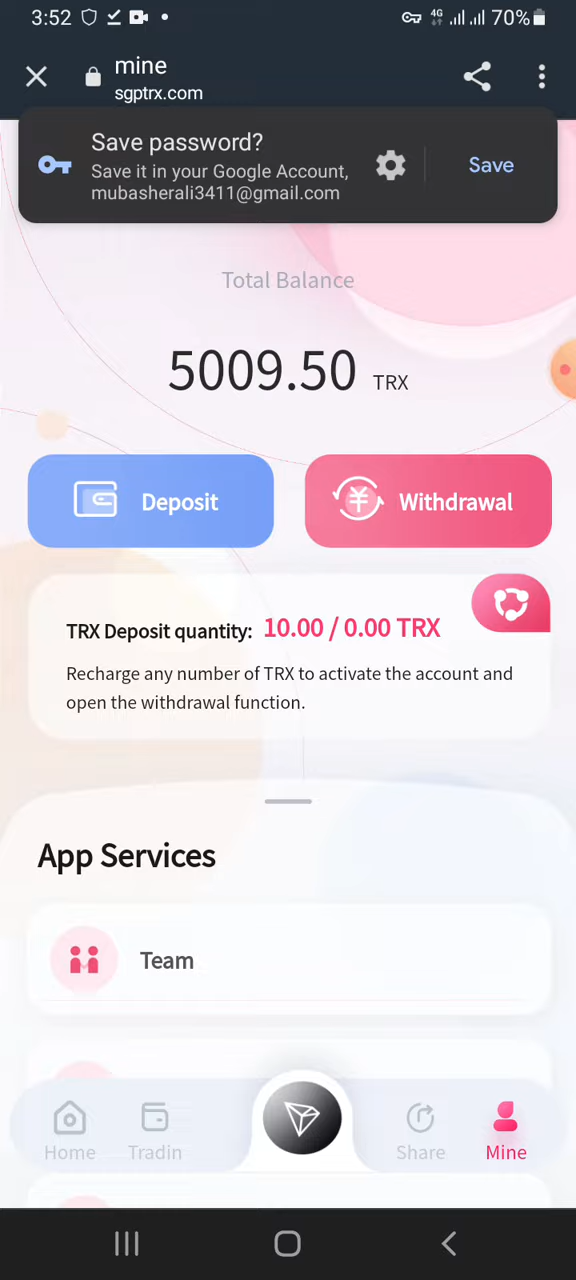 3:52
4G
70%
mine
sgptrx.com
Save password?
Save it in your Google Account,
mubasherali3411@gmail.com
Save
Total Balance
5009.50 TRX
Deposit
¥
Withdrawal
TRX Deposit quantity: 10.00 / 0.00 TRX
Recharge any number of TRX to activate the account and
open the withdrawal function.
App Services
Team
Home
Tradin
Share
Mine